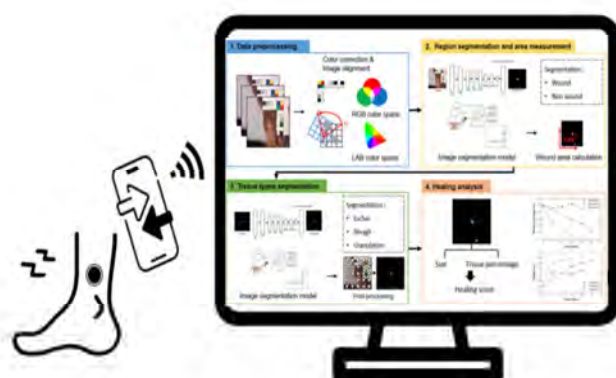 1. Data preprocessing
Color correction &
Image alignment
RGB color space
LAB color space
2. Region segmentation and area measurement
Segmentation :
Wound
Non wound
Image segmentation model
Wound area calculation
3. Tissue types segmentation
Segmentation :
Eschar
Slough
Granulation
Image segmentation model
Post-processing
4. Healing analysis
Size
Tissue percentage
Healing score